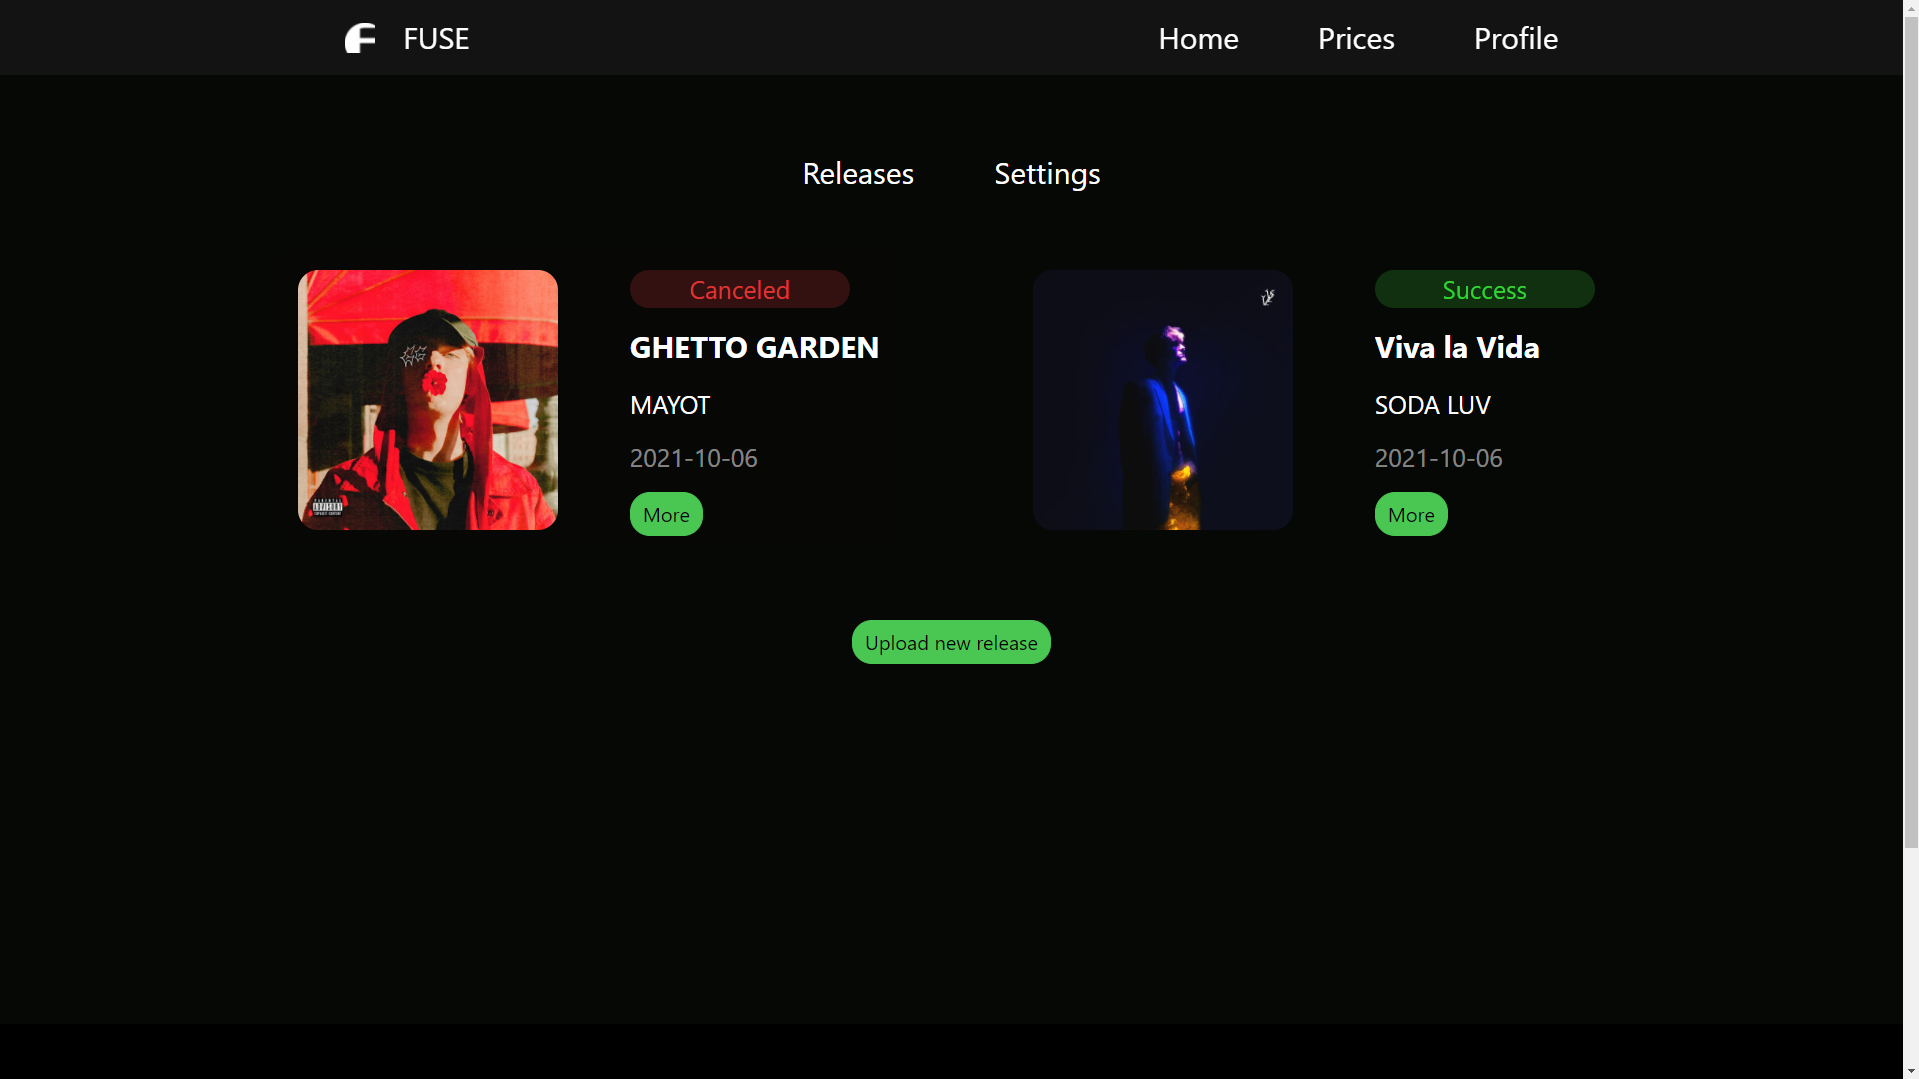 FUSE
Home
Prices
Profile
Releases
Settings
Canceled
GHETTO GARDEN
MAYOT
2021-10-06
More
Success
Viva la Vida
SODA LUV
2021-10-06
More
Upload new release